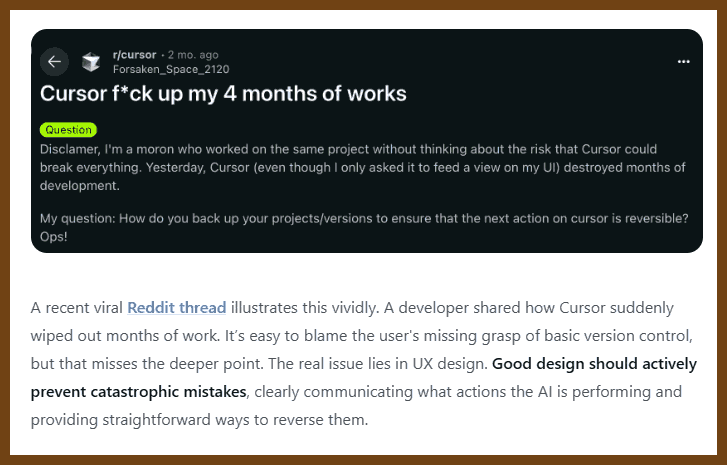 r/cursor · 2 mo. ago
Forsaken_Space_2120
Cursor f*ck up my 4 months of works
Question
Disclamer, I'm a moron who worked on the same project without thinking about the risk that Cursor could
break everything. Yesterday, Cursor (even though I only asked it to feed a view on my UI) destroyed months of
development.
My question: How do you back up your projects/versions to ensure that the next action on cursor is reversible?
Ops!
A recent viral Reddit thread illustrates this vividly. A developer shared how Cursor suddenly
wiped out months of work. It’s easy to blame the user's missing grasp of basic version control,
but that misses the deeper point. The real issue lies in UX design. Good design should actively
prevent catastrophic mistakes, clearly communicating what actions the AI is performing and
providing straightforward ways to reverse them.